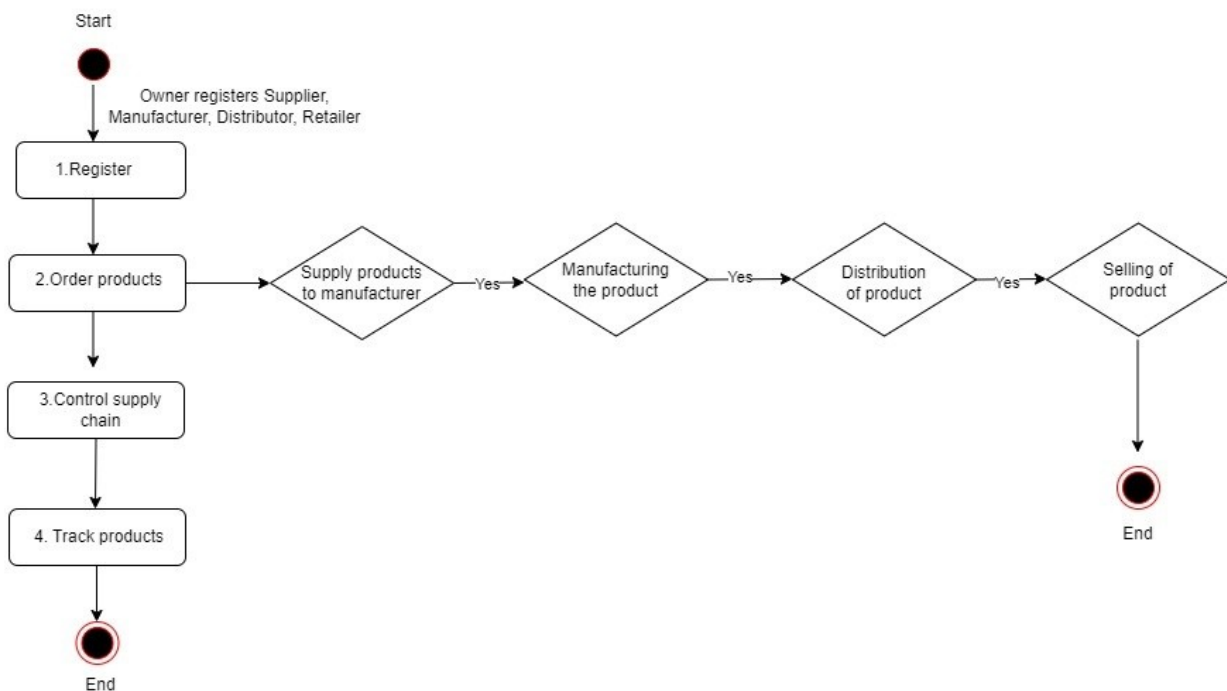 Start
Owner registers Supplier,
Manufacturer, Distributor, Retailer
1.Register
2.Order products
Supply products
to manufacturer
Yes
Manufacturing
the product
Yes
Distribution
of product
Yes
Selling of
product
3.Control supply
chain
4. Track products
End
End